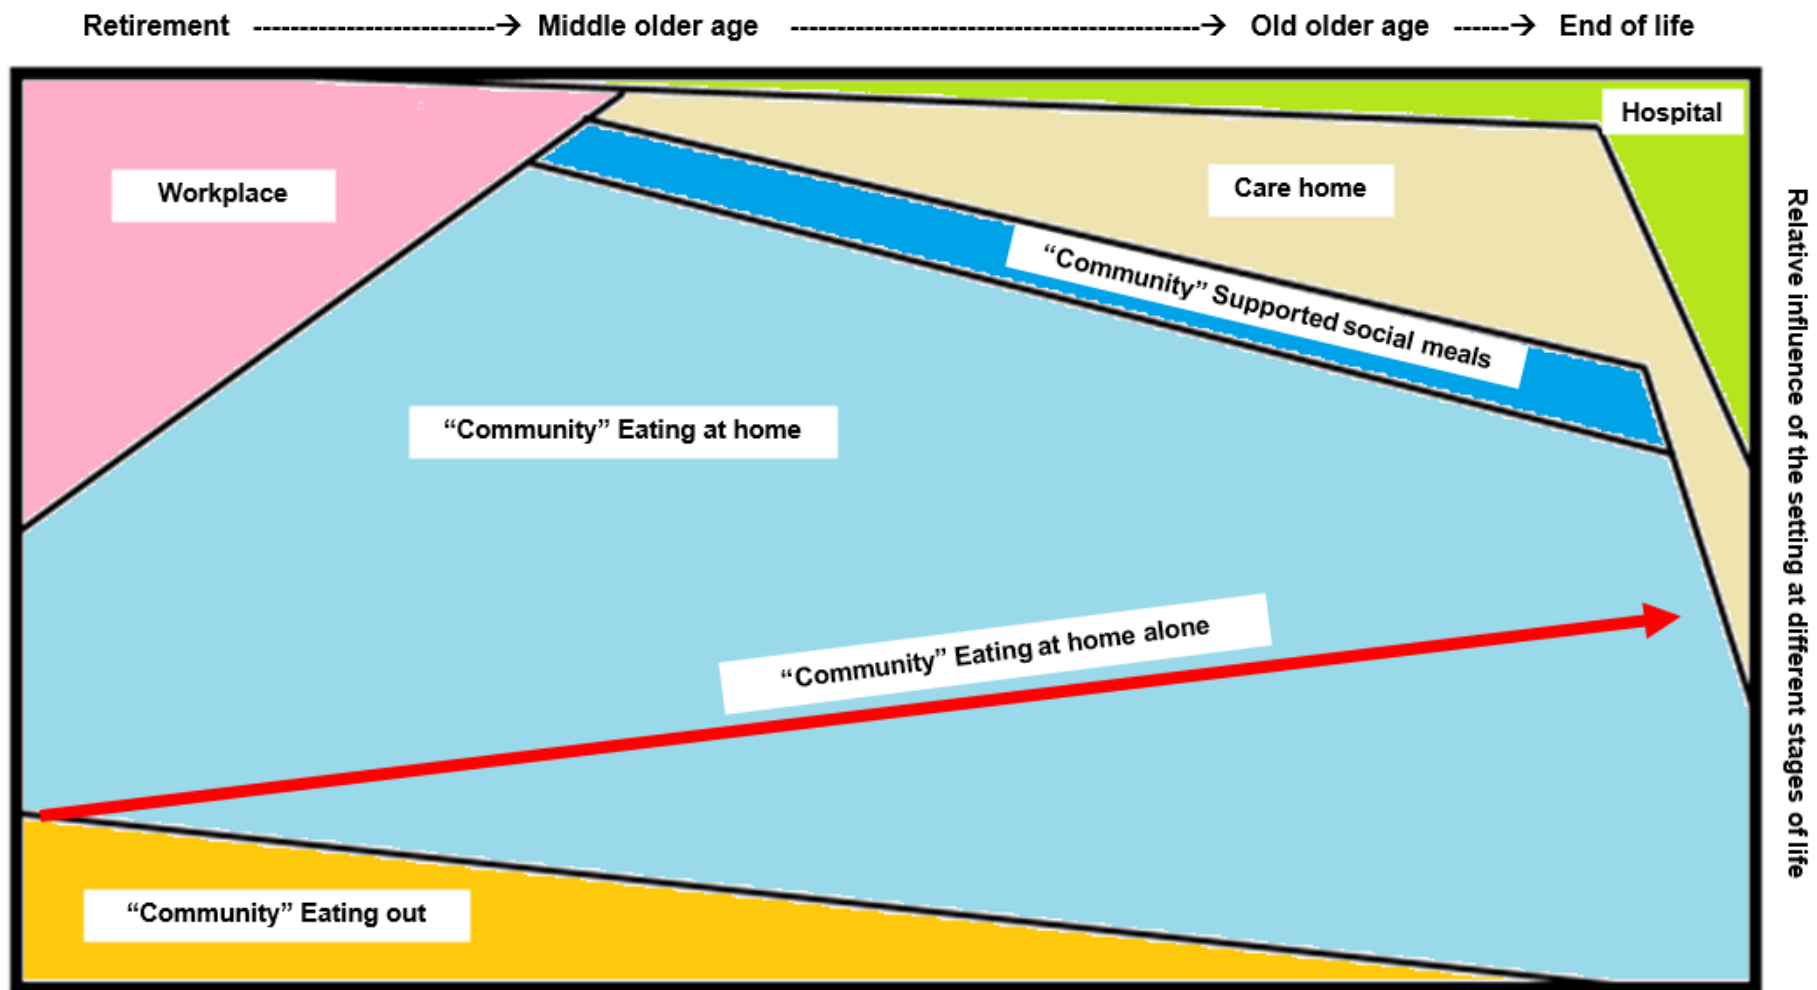 Retirement -------------------------→ Middle older age ------------------------------------------→ Old older age ------→ End of life
Hospital
Workplace
Care home
“Community” Supported social meals
“Community” Eating at home
“Community” Eating at home alone
“Community” Eating out
Relative influence of the setting at different stages of life